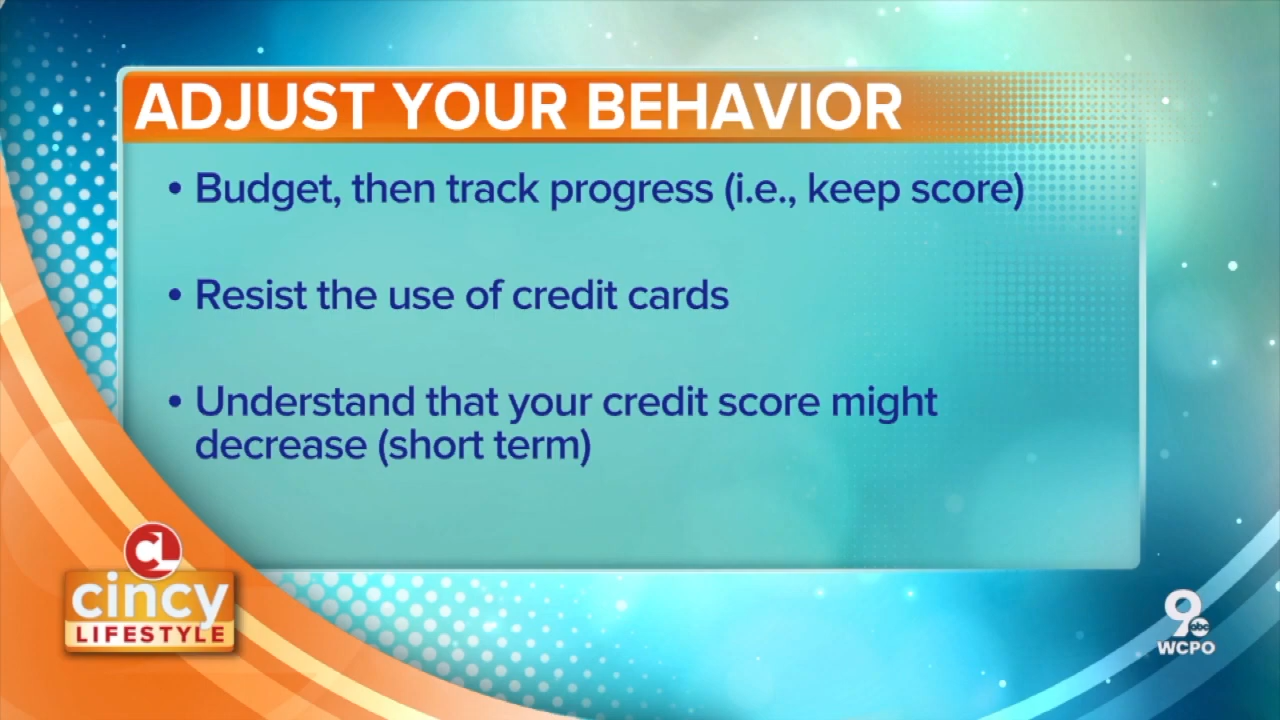 ADJUST YOUR BEHAVIOR
• Budget, then track progress (i.e., keep score)
• Resist the use of credit cards
• Understand that your credit score might
decrease (short term)
CL
cincy
LIFESTYLE
9
abc
WCPO